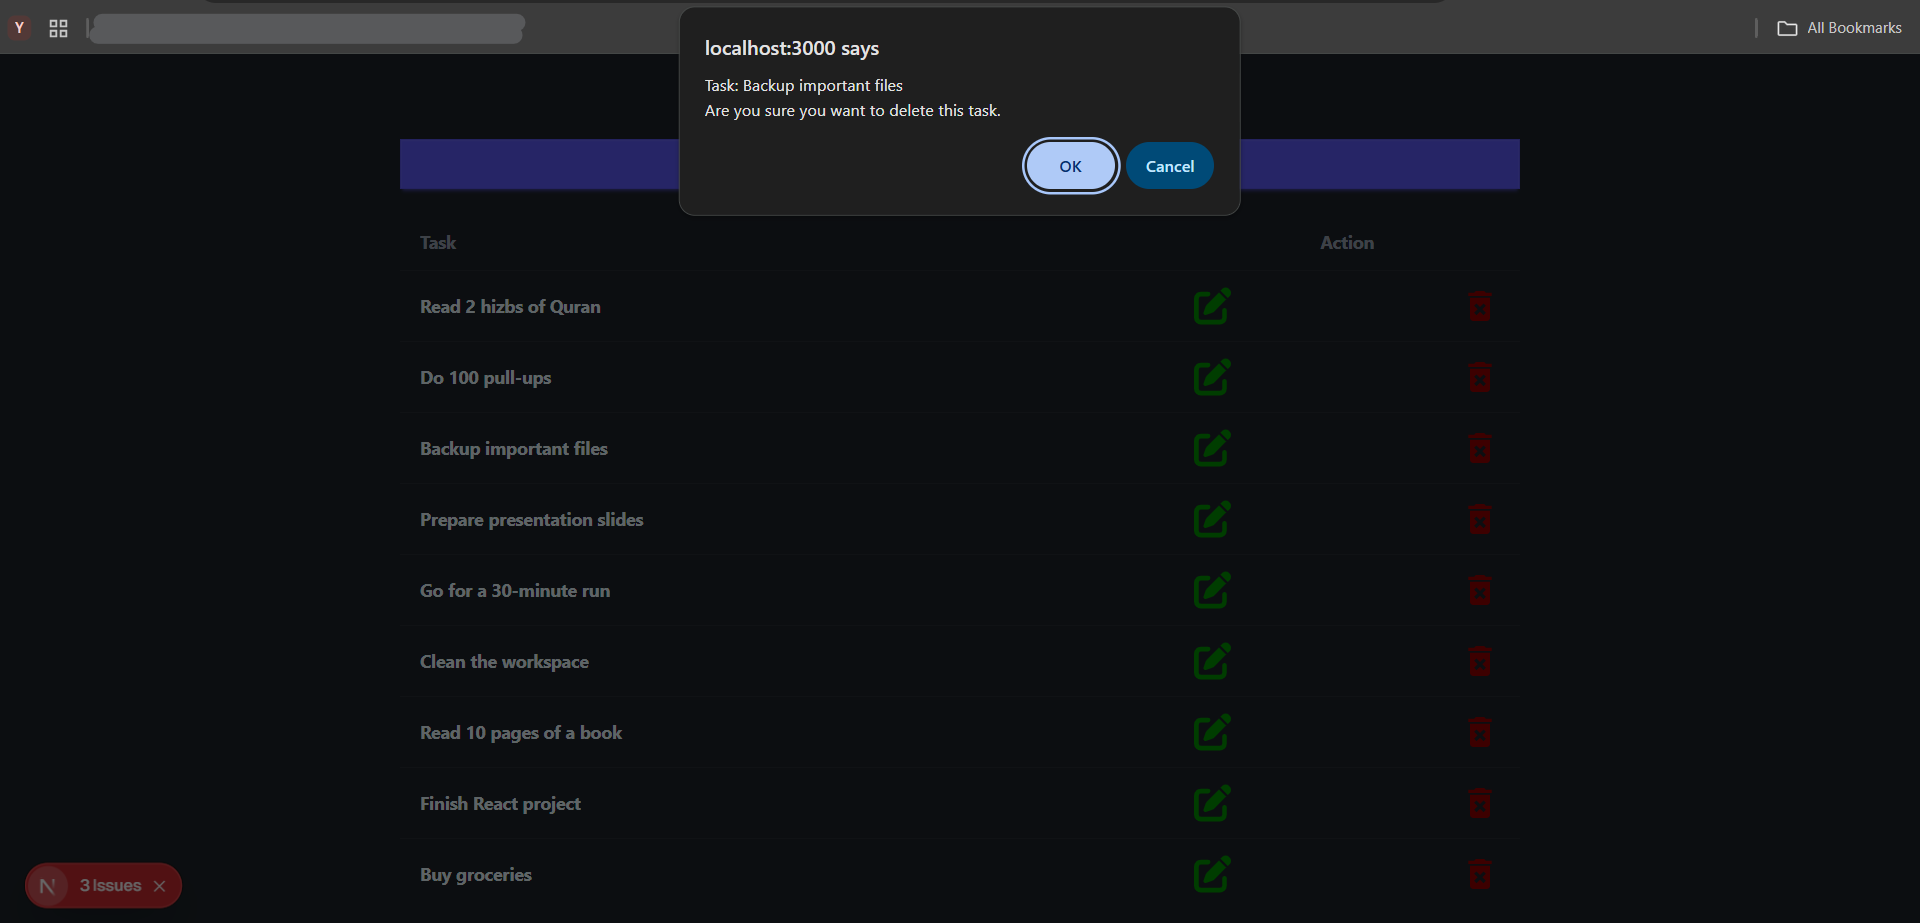 Y
All Bookmarks
localhost:3000 says
Task: Backup important files
Are you sure you want to delete this task.
OK
Cancel
Task
Action
Read 2 hizbs of Quran
Do 100 pull-ups
Backup important files
Prepare presentation slides
Go for a 30-minute run
Clean the workspace
Read 10 pages of a book
Finish React project
Buy groceries
N
3 Issues